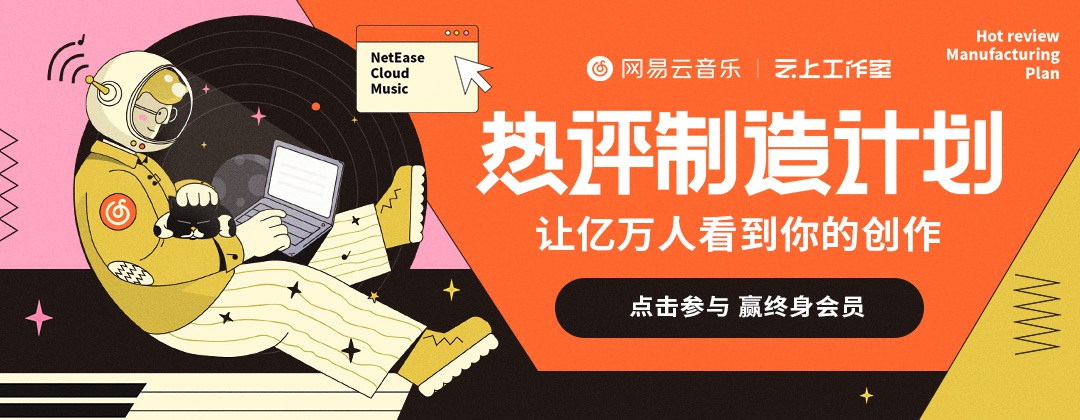 NetEase
Cloud
Music
网易云音乐 | 云上工作室
Hot review
Manufacturing
Plan
热评制造计划
让亿万人看到你的创作
点击参与 赢终身会员